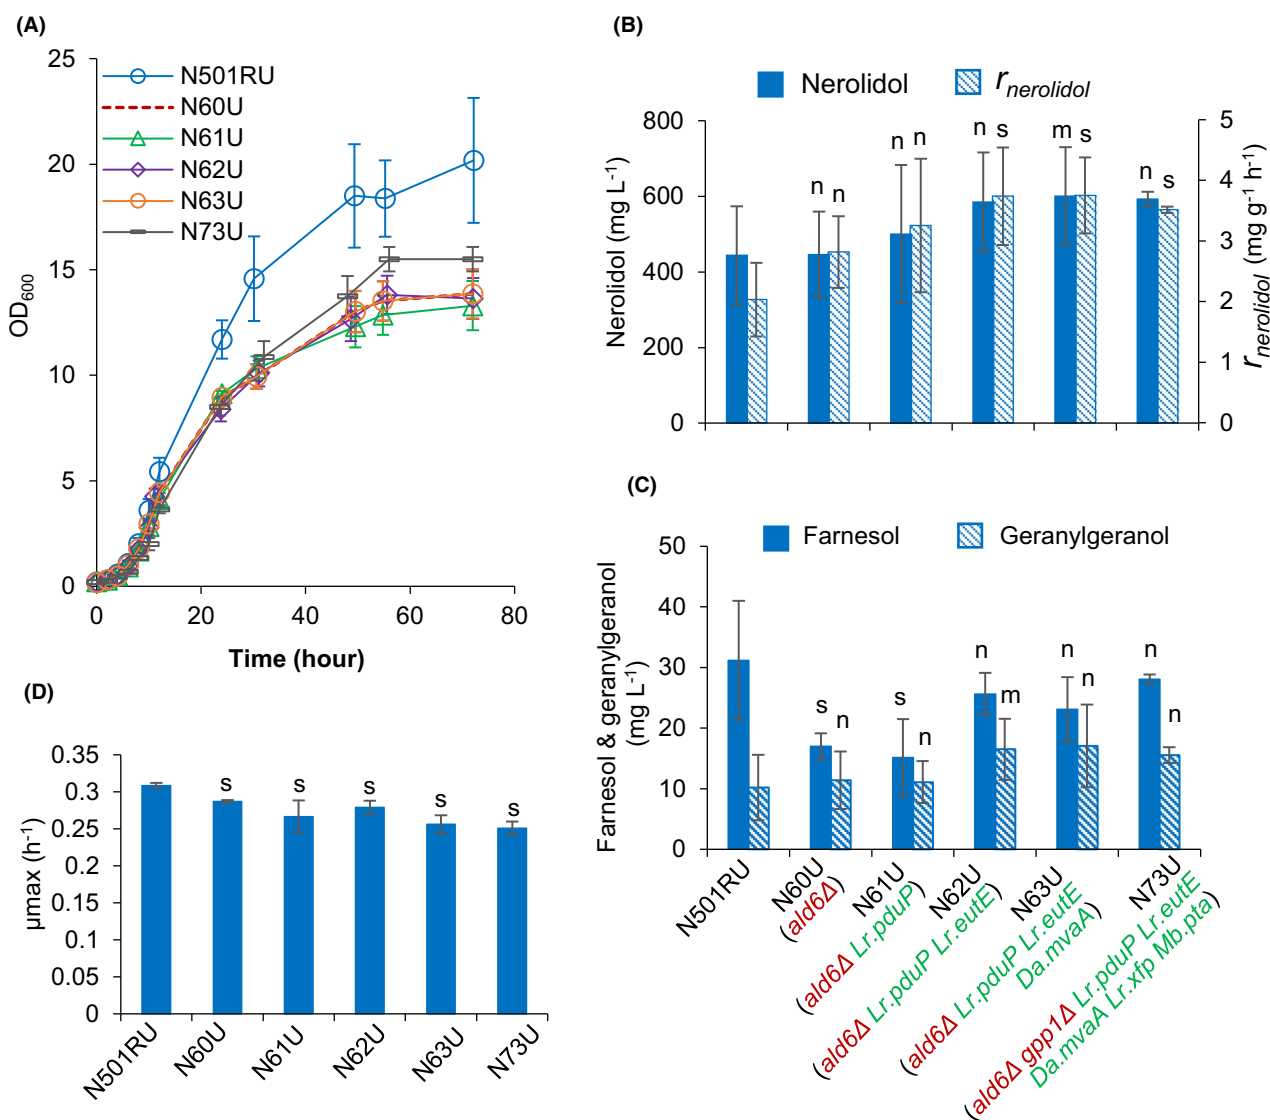 (A)
25
20
15
10
5
0
OD600
0 20 40 60 80
Time (hour)
N501RU
N60U
N61U
N62U
N63U
N73U
(B)
Nerolidol
rnerolidol
800
600
400
200
0
Nerolidol (mg L-1)
5
4
3
2
1
0
rnerolidol (mg g-1 h-1)
n n n n n s m s n s
(C)
Farnesol
Geranylgeranol
50
40
30
20
10
0
Farnesol & geranylgeranol
(mg L-1)
s n s n n m n n n n
N501RU
N60U
(ald6Δ)
N61U
(ald6Δ Lr.pduP)
N62U
(ald6Δ Lr.pduP Lr.eutE)
N63U
(ald6Δ Lr.pduP Lr.eutE
Da.mvaA)
N73U
(ald6Δ gpp1Δ Lr.pduP Lr.eutE
Da.mvaA Lr.xfp Mb.pta)
(D)
0.35
0.3
0.25
0.2
0.15
0.1
0.05
0
μmax (h-1)
s s s s s
N501RU
N60U
N61U
N62U
N63U
N73U